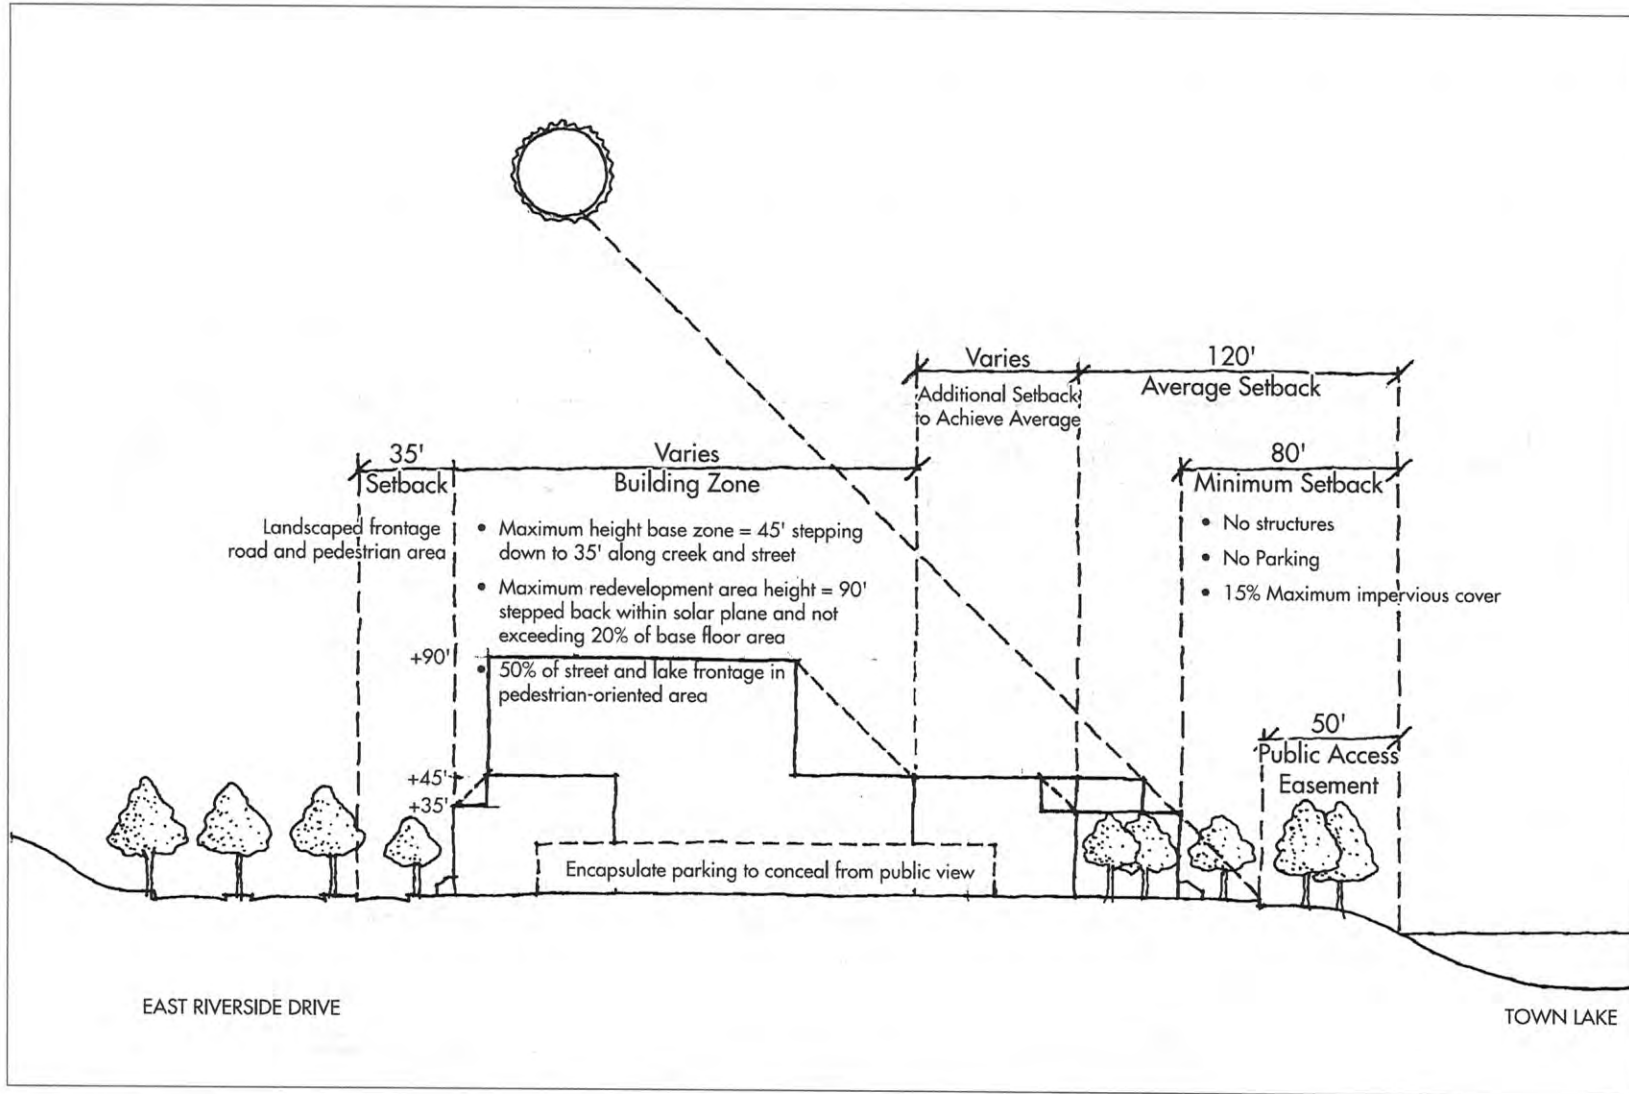 Varies
120'
Additional Setback
to Achieve Average
Average Setback
35'
Setback
Varies
Building Zone
80'
Minimum Setback
Landscaped frontage
road and pedestrian area
• Maximum height base zone = 45' stepping
down to 35' along creek and street
• Maximum redevelopment area height = 90'
stepped back within solar plane and not
exceeding 20% of base floor area
• 50% of street and lake frontage in
pedestrian-oriented area
• No structures
• No Parking
• 15% Maximum impervious cover
+90'
+45'
+35'
50'
Public Access
Easement
Encapsulate parking to conceal from public view
EAST RIVERSIDE DRIVE
TOWN LAKE